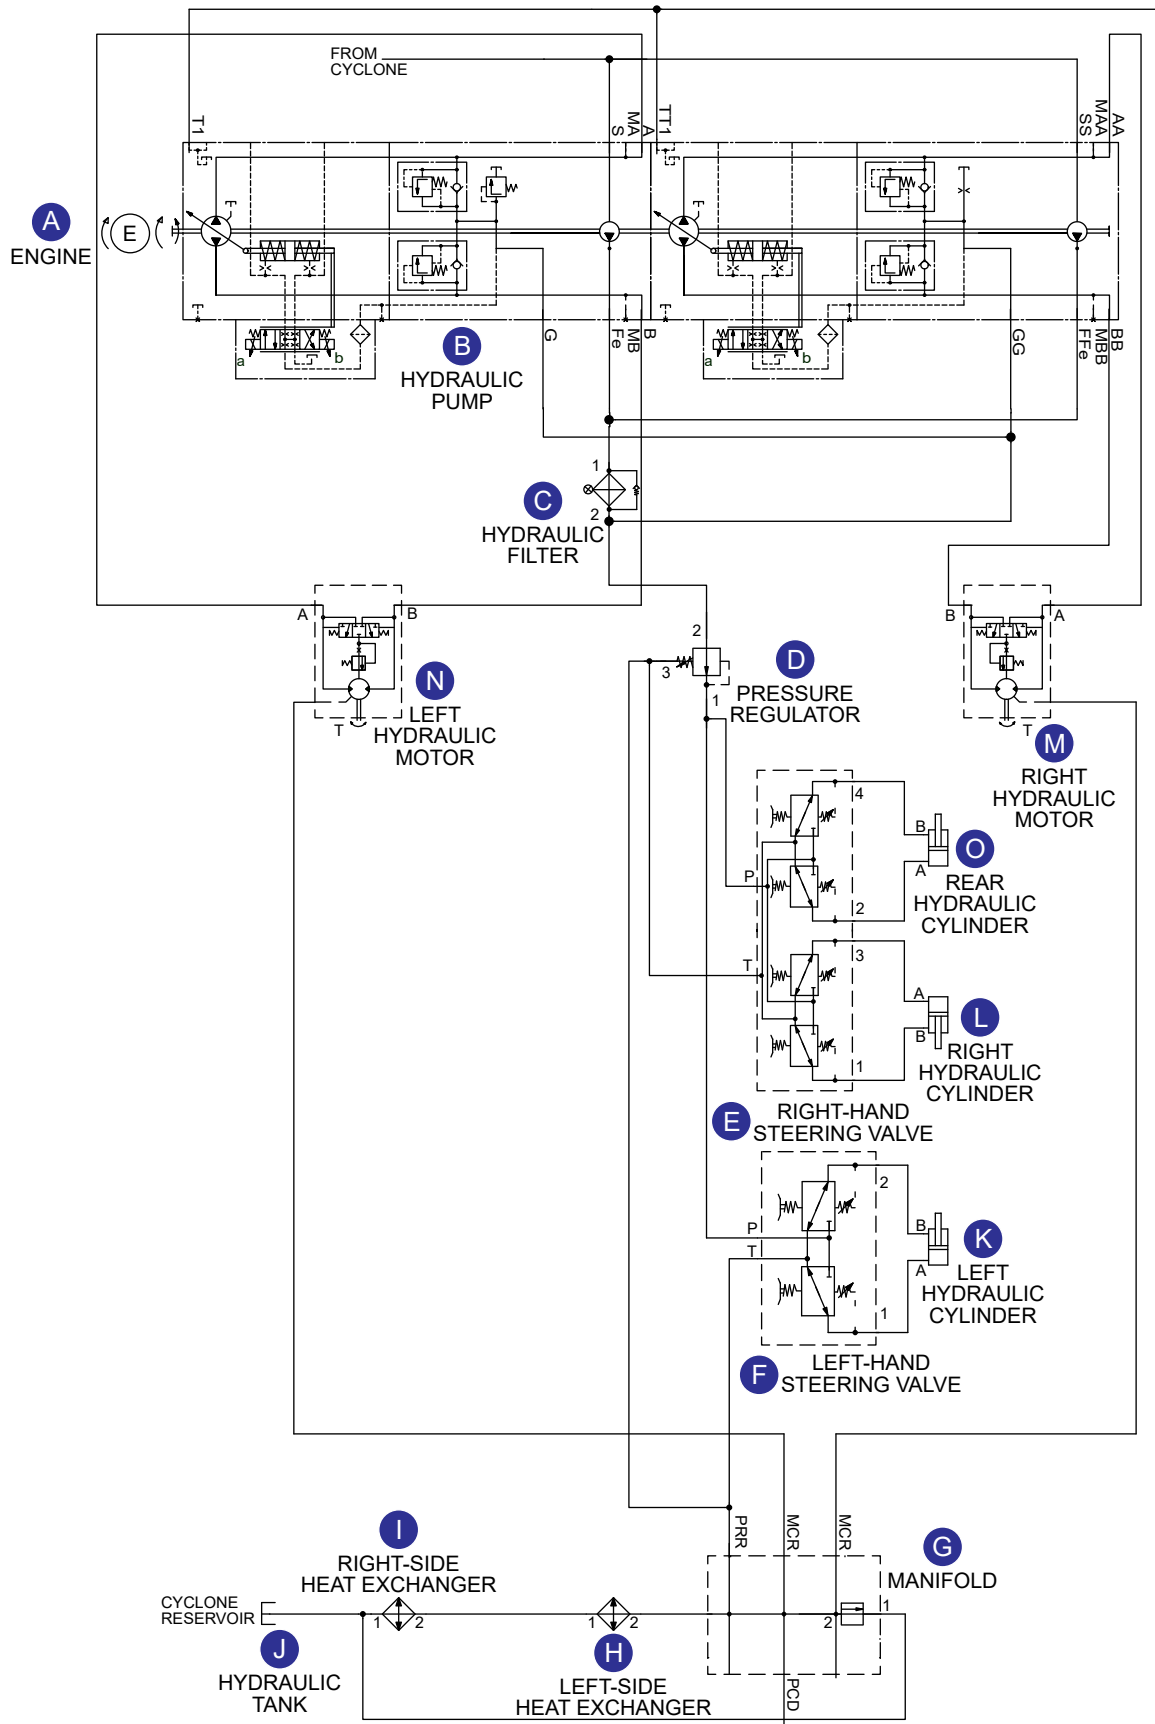 FROM
CYCLONE
T1
S
MA
A
TT1
SS
MAA
AA
A
ENGINE
E
a
b
B
HYDRAULIC
PUMP
G
Fe
MB
B
a
b
GG
FFe
MBB
BB
1
C
2
HYDRAULIC
FILTER
A
B
N
LEFT
HYDRAULIC
MOTOR
T
2
3
1
D
PRESSURE
REGULATOR
B
A
T
M
RIGHT
HYDRAULIC
MOTOR
4
P
2
B
A
O
REAR
HYDRAULIC
CYLINDER
T
3
1
A
B
L
RIGHT
HYDRAULIC
CYLINDER
E
RIGHT-HAND
STEERING VALVE
2
P
T
1
B
A
K
LEFT
HYDRAULIC
CYLINDER
F
LEFT-HAND
STEERING VALVE
PRR
MCR
MCR
G
MANIFOLD
I
RIGHT-SIDE
HEAT EXCHANGER
CYCLONE
RESERVOIR
1
2
1
2
2
1
J
HYDRAULIC
TANK
H
LEFT-SIDE
HEAT EXCHANGER
PCD